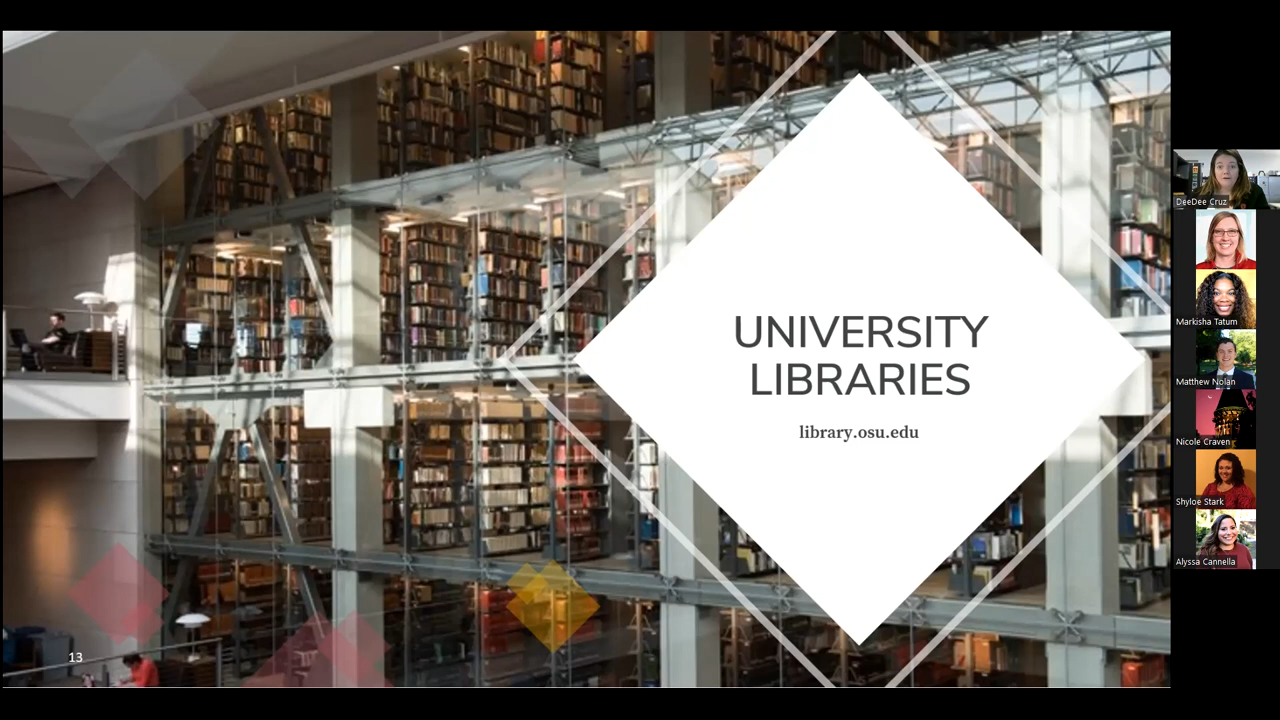 UNIVERSITY
LIBRARIES
library.osu.edu
13
DeeDee Cruz
Markisha Tatum
Matthew Nolan
Nicole Craven
Shyloe Stark
Alyssa Cannella